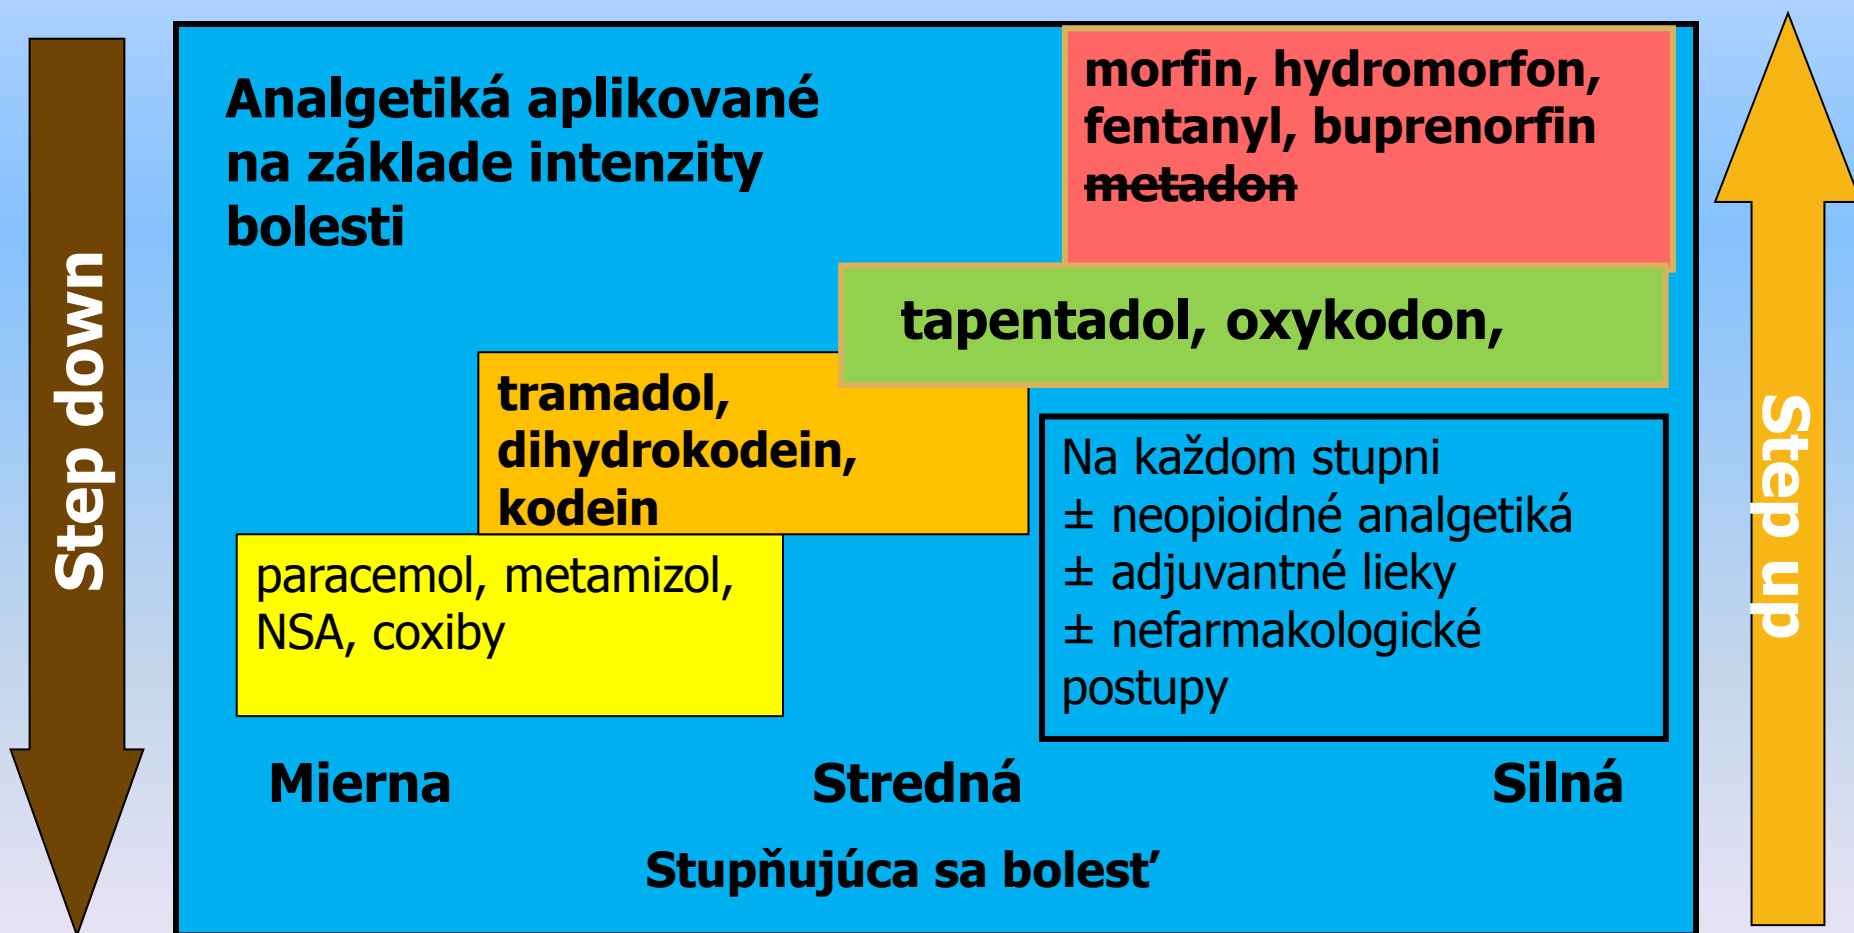 Analgetiká aplikované
na základe intenzity
bolesti
morfin, hydromorfon,
fentanyl, buprenorfin
metadon
tapentadol, oxykodon,
tramadol,
dihydrokodein,
kodein
Na každom stupni
± neopioidné analgetiká
± adjuvantné lieky
± nefarmakologické
postupy
paracemol, metamizol,
NSA, coxiby
Mierna
Stredná
Silná
Stupňujúca sa bolesť
Step down
Step up